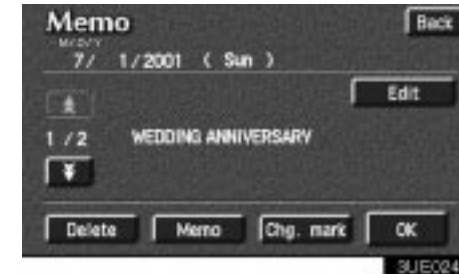 Memo Back
M/D/Y
7/ 1/2001 ( Sun )
Edit
1 / 2 WEDDING ANNIVERSARY
Delete Memo Chg. mark OK
3UE024